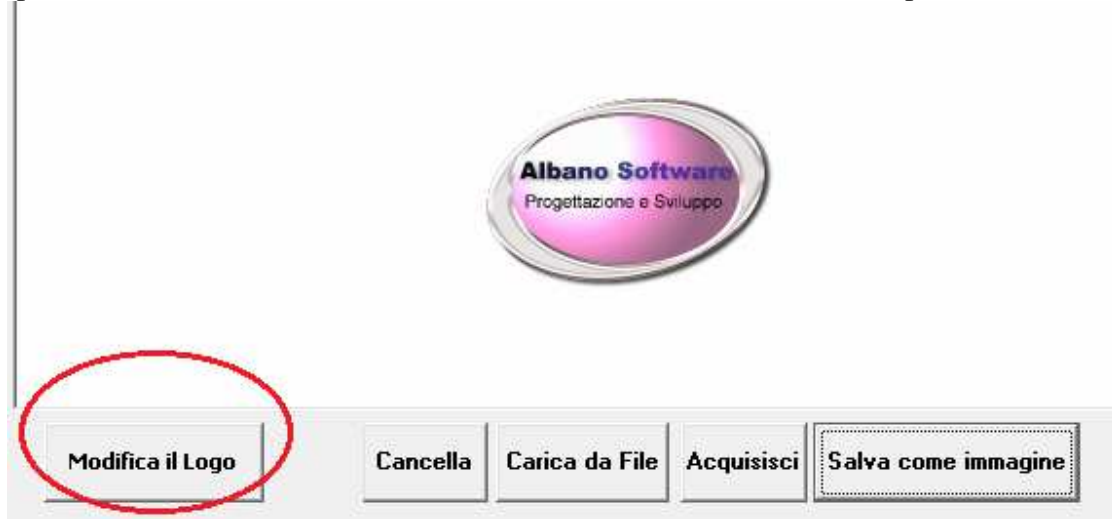 Albano Software
Progettazione e Sviluppo
Modifica il Logo
Cancella
Carica da File
Acquisisci
Salva come immagine